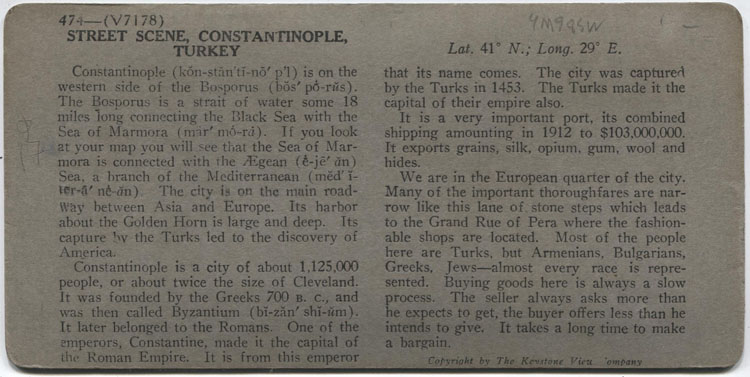 474—(V7178)
STREET SCENE, CONSTANTINOPLE,
TURKEY
Constantinople (kŏn-stăn'tĭ-nō' p'l) is on the
western side of the Bosporus (bŏs' pô-rŭs).
The Bosporus is a strait of water some 18
miles long connecting the Black Sea with the
Sea of Marmora (mär' mô-rá). If you look
at your map you will see that the Sea of Mar-
mora is connected with the Ægean (ê-jē' ăn)
Sea, a branch of the Mediterranean (mĕd' ĭ-
tĕr-ā' nê-ăn). The city is on the main road-
way between Asia and Europe. Its harbor
about the Golden Horn is large and deep. Its
capture by the Turks led to the discovery of
America.
Constantinople is a city of about 1,125,000
people, or about twice the size of Cleveland.
It was founded by the Greeks 700 B. C., and
was then called Byzantium (bĭ-zăn' shĭ-ŭm).
It later belonged to the Romans. One of the
emperors, Constantine, made it the capital of
the Roman Empire. It is from this emperor
Lat. 41° N.; Long. 29° E.
that its name comes. The city was captured
by the Turks in 1453. The Turks made it the
capital of their empire also.
It is a very important port, its combined
shipping amounting in 1912 to $103,000,000.
It exports grains, silk, opium, gum, wool and
hides.
We are in the European quarter of the city.
Many of the important thoroughfares are nar-
row like this lane of stone steps which leads
to the Grand Rue of Pera where the fashion-
able shops are located. Most of the people
here are Turks, but Armenians, Bulgarians,
Greeks, Jews—almost every race is repre-
sented. Buying goods here is always a slow
process. The seller always asks more than
he expects to get, the buyer offers less than he
intends to give. It takes a long time to make
a bargain.
Copyright by The Keystone View Company